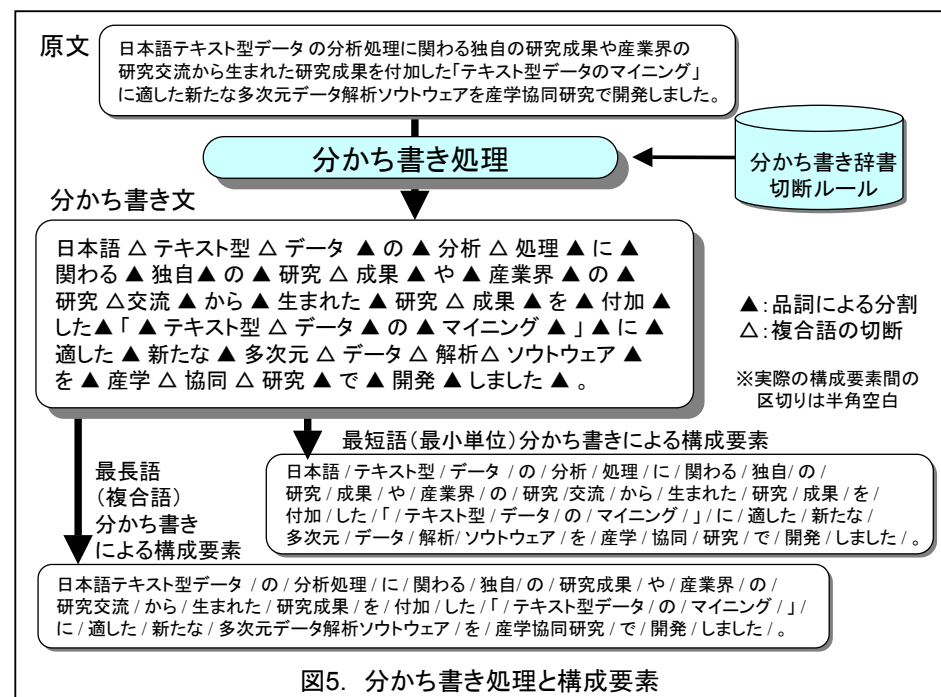 原文
日本語テキスト型データ の分析処理に関わる独自の研究成果や産業界の
研究交流から生まれた研究成果を付加した「テキスト型データのマイニング」
に適した新たな多次元データ解析ソウトウェアを産学協同研究で開発しました。
分かち書き処理
分かち書き辞書
切断ルール
分かち書き文
日本語 △ テキスト型 △ データ ▲ の ▲ 分析 △ 処理 ▲ に ▲
関わる ▲ 独自▲ の ▲ 研究 △ 成果 ▲ や ▲ 産業界 ▲ の ▲
研究 △交流 ▲ から ▲ 生まれた ▲ 研究 △ 成果 ▲ を ▲ 付加 ▲
した▲「 ▲ テキスト型 △ データ ▲ の ▲ マイニング ▲ 」 ▲ に ▲
適した ▲ 新たな ▲ 多次元 △ データ △ 解析△ ソウトウェア ▲
を ▲ 産学 △ 協同 △ 研究 ▲ で ▲ 開発 ▲ しました ▲ 。
▲:品詞による分割
△:複合語の切断
※実際の構成要素間の
区切りは半角空白
最短語(最小単位)分かち書きによる構成要素
日本語 / テキスト型 / データ / の / 分析 / 処理 / に / 関わる / 独自/ の /
研究 / 成果 / や / 産業界 / の / 研究 /交流 / から / 生まれた / 研究 / 成果 / を /
付加 / した / 「 / テキスト型 / データ / の / マイニング / 」 / に / 適した / 新たな /
多次元 / データ / 解析/ ソウトウェア / を / 産学 / 協同 / 研究 / で / 開発 / しました / 。
最長語
(複合語)
分かち書き
による構成要素
日本語テキスト型データ / の / 分析処理 / に / 関わる / 独自/ の / 研究成果 / や / 産業界 / の /
研究交流 / から / 生まれた / 研究成果 / を / 付加 / した / 「 / テキスト型データ / の / マイニング / 」 /
に / 適した / 新たな / 多次元データ解析ソウトウェア / を / 産学協同研究 / で / 開発 / しました / 。
図5. 分かち書き処理と構成要素